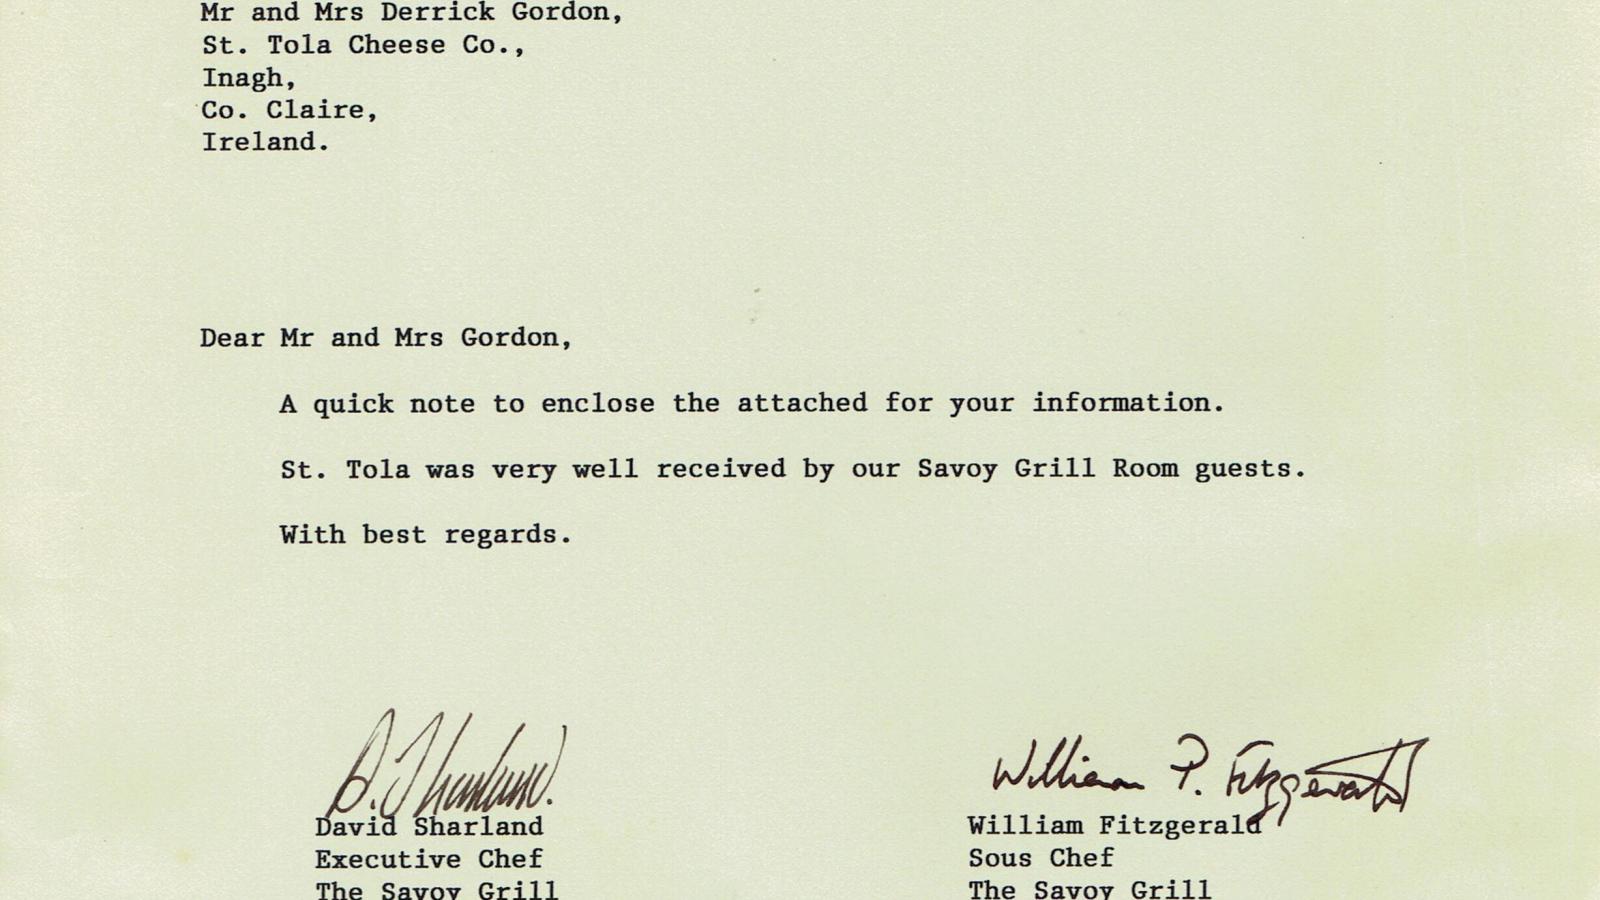 Mr and Mrs Derrick Gordon,
St. Tola Cheese Co.,
Inagh,
Co. Claire,
Ireland.
Dear Mr and Mrs Gordon,
A quick note to enclose the attached for your information.
St. Tola was very well received by our Savoy Grill Room guests.
With best regards.
D. Sharland.
William P. Fitzgerald
David Sharland
William Fitzgerald
Executive Chef
Sous Chef
The Savoy Grill
The Savoy Grill